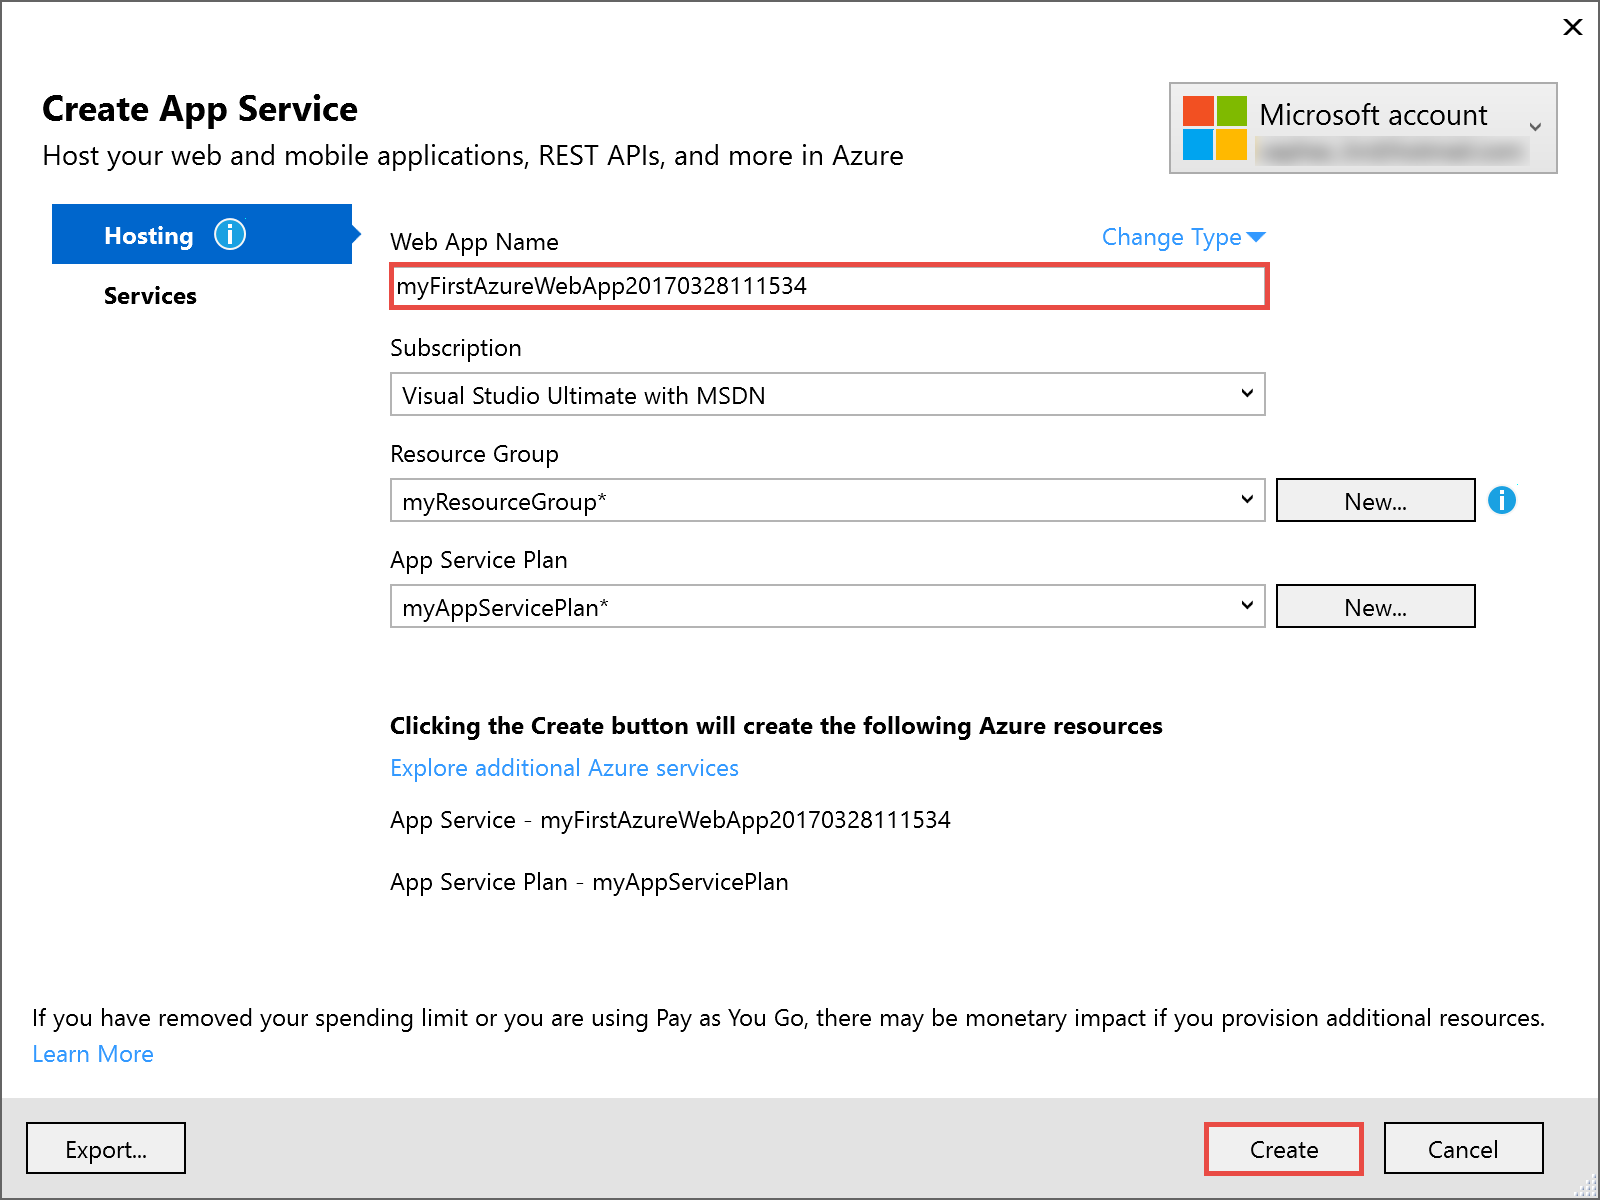 Create App Service
Host your web and mobile applications, REST APIs, and more in Azure
Microsoft account
Hosting
Services
Web App Name
Change Type
myFirstAzureWebApp20170328111534
Subscription
Visual Studio Ultimate with MSDN
Resource Group
myResourceGroup*
New...
App Service Plan
myAppServicePlan*
New...
Clicking the Create button will create the following Azure resources
Explore additional Azure services
App Service - myFirstAzureWebApp20170328111534
App Service Plan - myAppServicePlan
If you have removed your spending limit or you are using Pay as You Go, there may be monetary impact if you provision additional resources.
Learn More
Export...
Create
Cancel